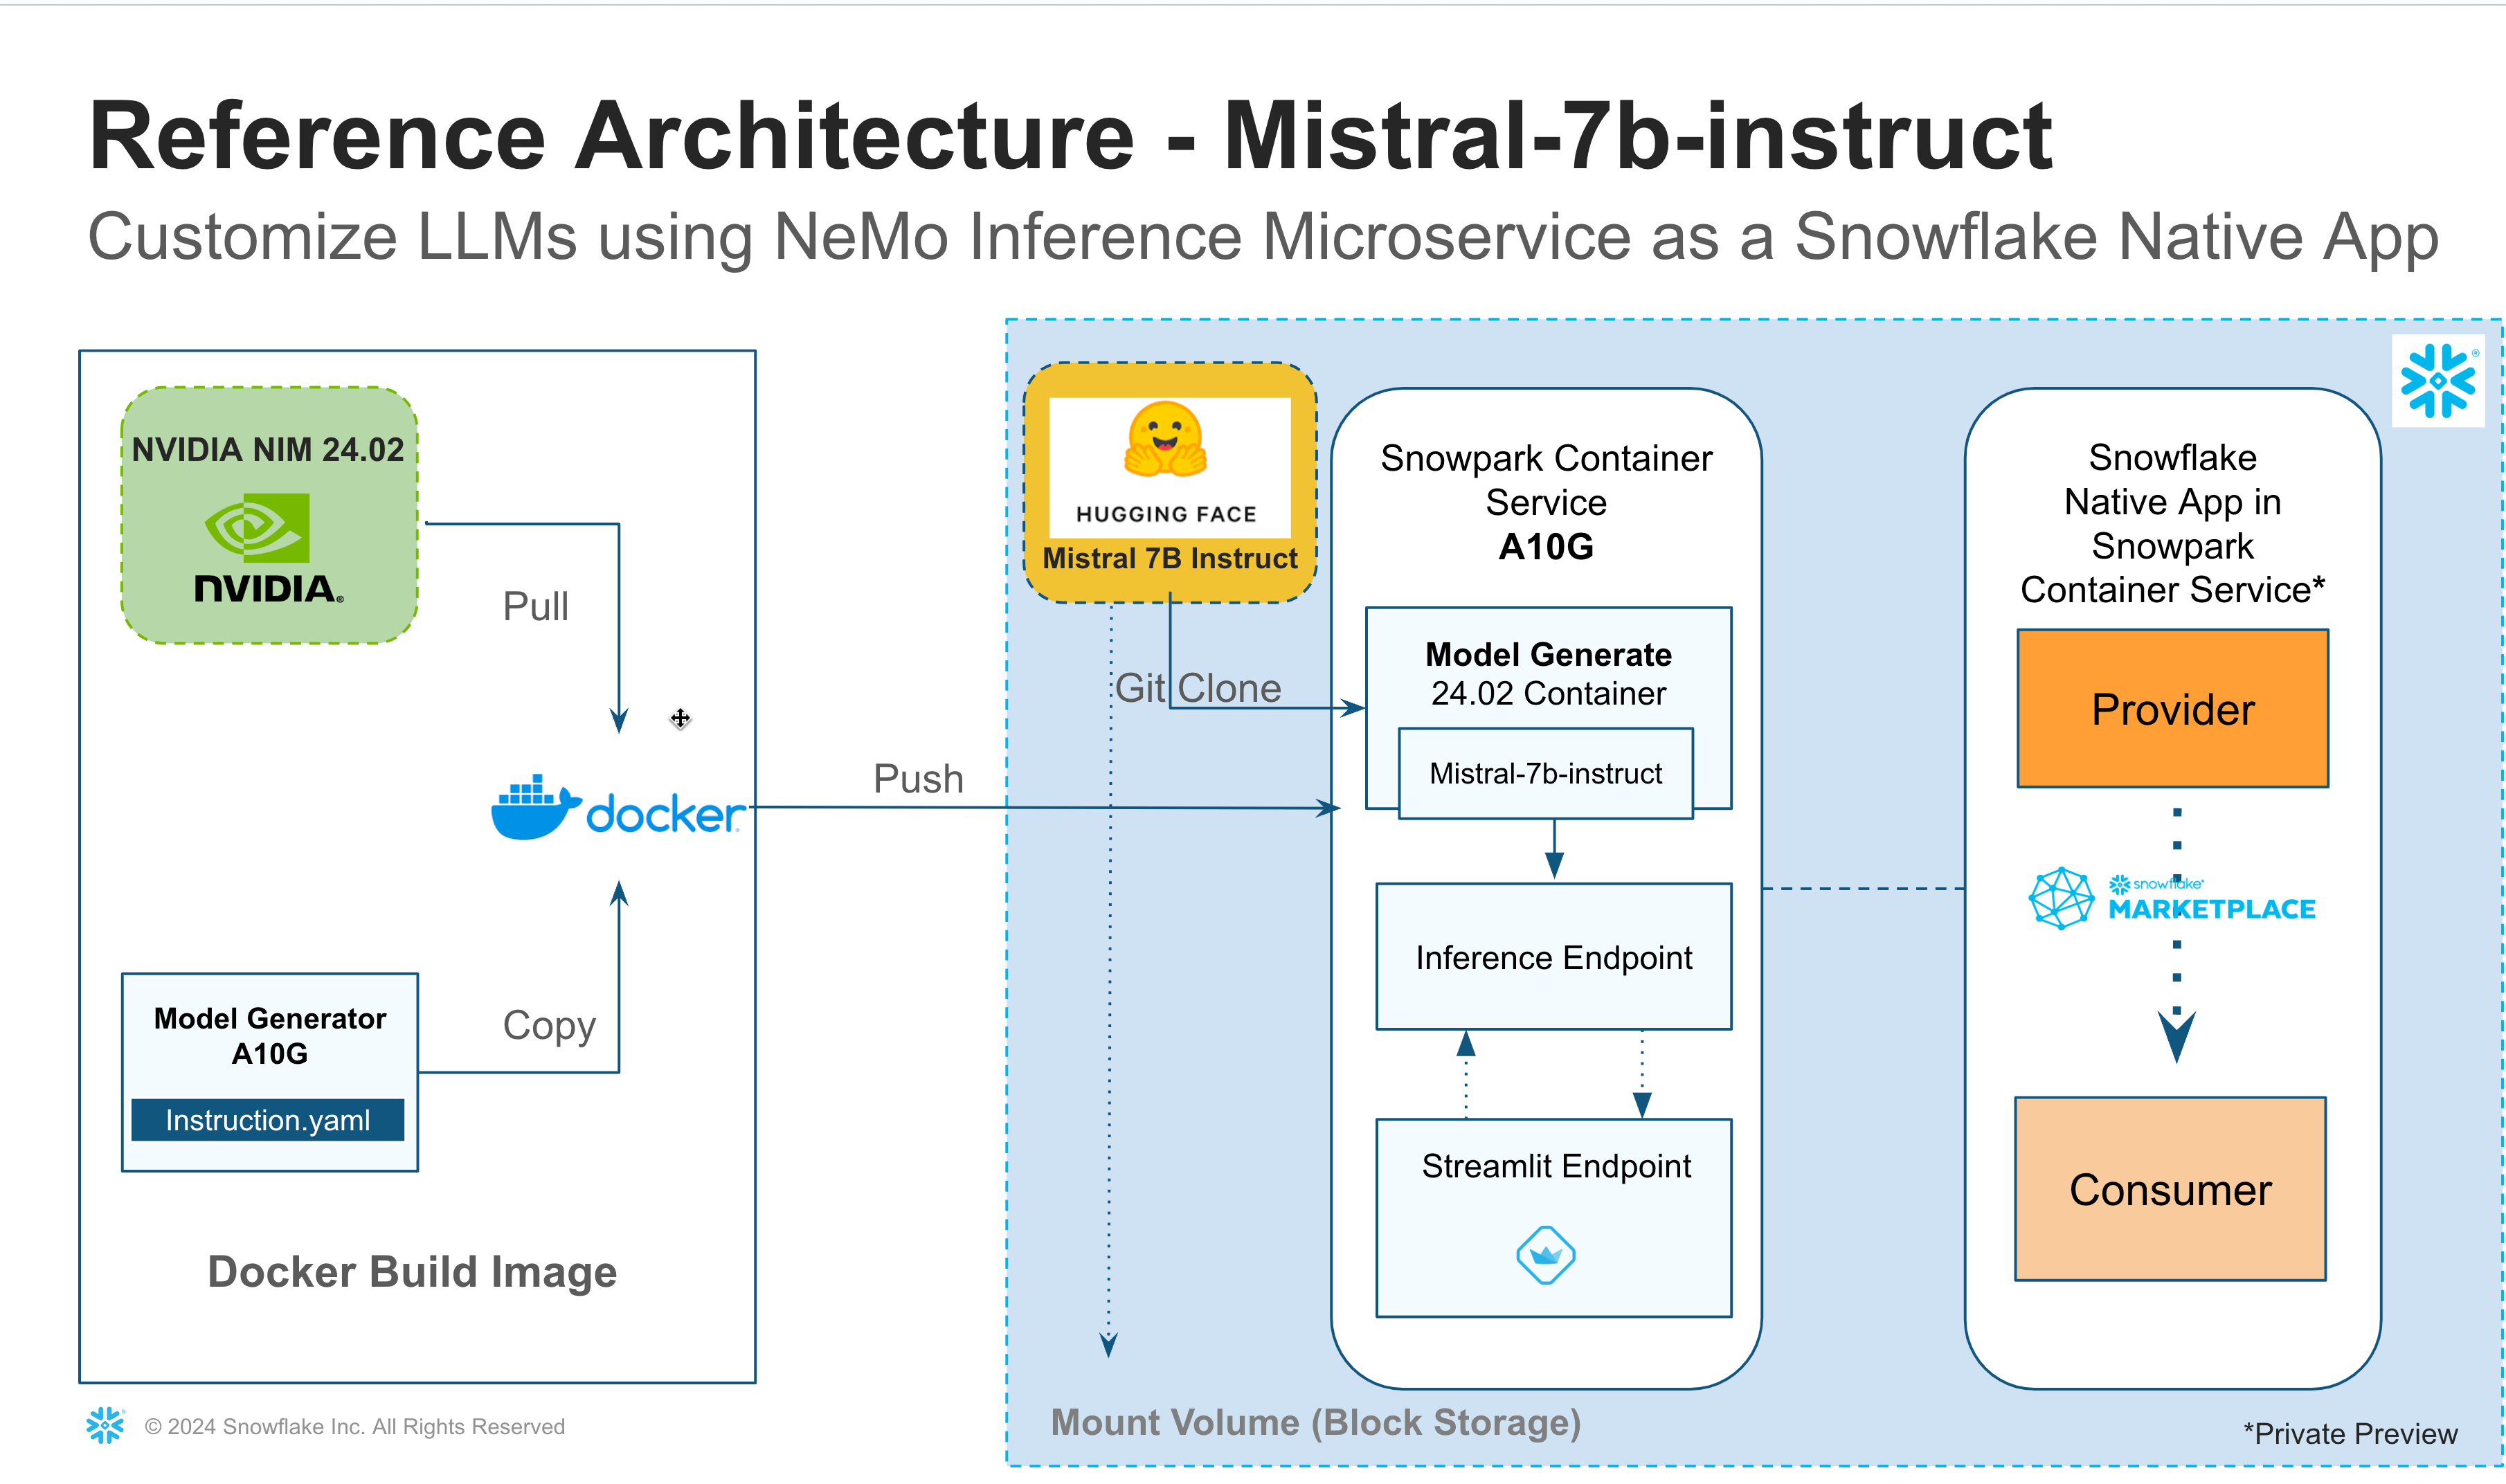 Reference Architecture - Mistral-7b-instruct
Customize LLMs using NeMo Inference Microservice as a Snowflake Native App
NVIDIA NIM 24.02
NVIDIA®
Pull
docker
Model Generator
A10G
Instruction.yaml
Copy
Docker Build Image
Push
HUGGING FACE
Mistral 7B Instruct
Git Clone
Snowpark Container
Service
A10G
Model Generate
24.02 Container
Mistral-7b-instruct
Inference Endpoint
Streamlit Endpoint
Snowflake
Native App in
Snowpark
Container Service*
Provider
snowflake®
MARKETPLACE
Consumer
Mount Volume (Block Storage)
*Private Preview
© 2024 Snowflake Inc. All Rights Reserved